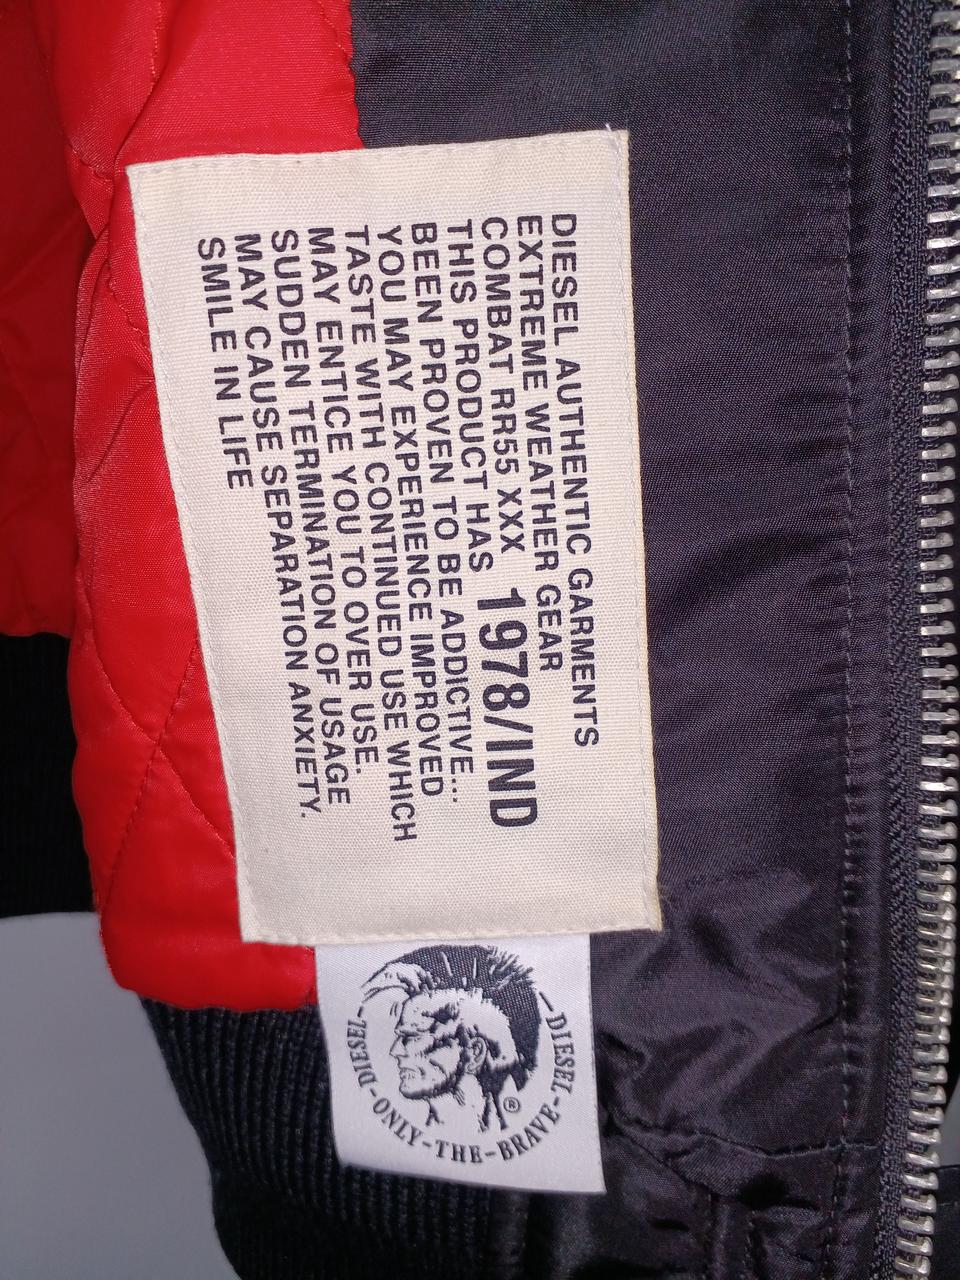 DIESEL AUTHENTIC GARMENTS
EXTREME WEATHER GEAR
COMBAT RR55 XXX 1978/IND
THIS PRODUCT HAS
BEEN PROVEN TO BE ADDICTIVE...
YOU MAY EXPERIENCE IMPROVED
TASTE WITH CONTINUED USE WHICH
MAY ENTICE YOU TO OVER USE.
SUDDEN TERMINATION OF USAGE
MAY CAUSE SEPARATION ANXIETY.
SMILE IN LIFE
DIESEL-ONLY-THE-BRAVE-DIESEL
®